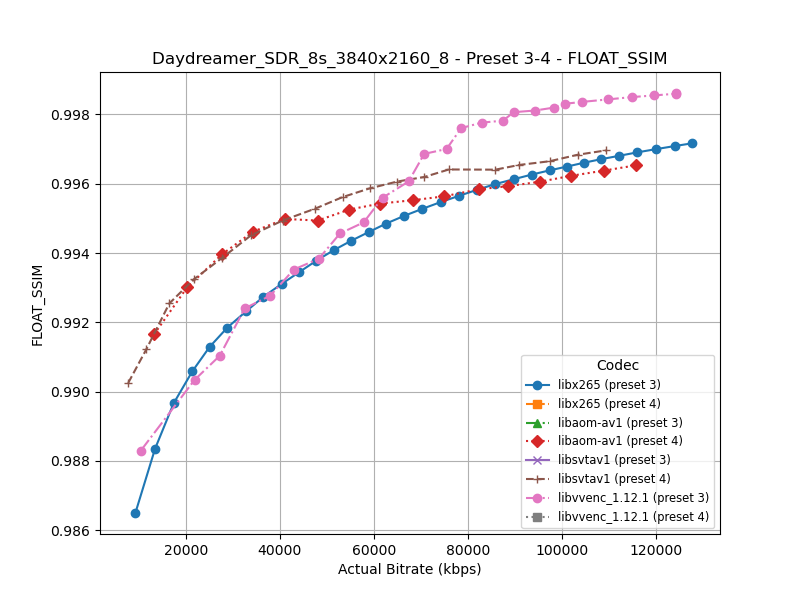 Daydreamer_SDR_8s_3840x2160_8 - Preset 3-4 - FLOAT_SSIM
FLOAT_SSIM
0.998
0.996
0.994
0.992
0.990
0.988
0.986
Codec
libx265 (preset 3)
libx265 (preset 4)
libaom-av1 (preset 3)
libaom-av1 (preset 4)
libsvtav1 (preset 3)
libsvtav1 (preset 4)
libvvenc_1.12.1 (preset 3)
libvvenc_1.12.1 (preset 4)
20000 40000 60000 80000 100000 120000
Actual Bitrate (kbps)